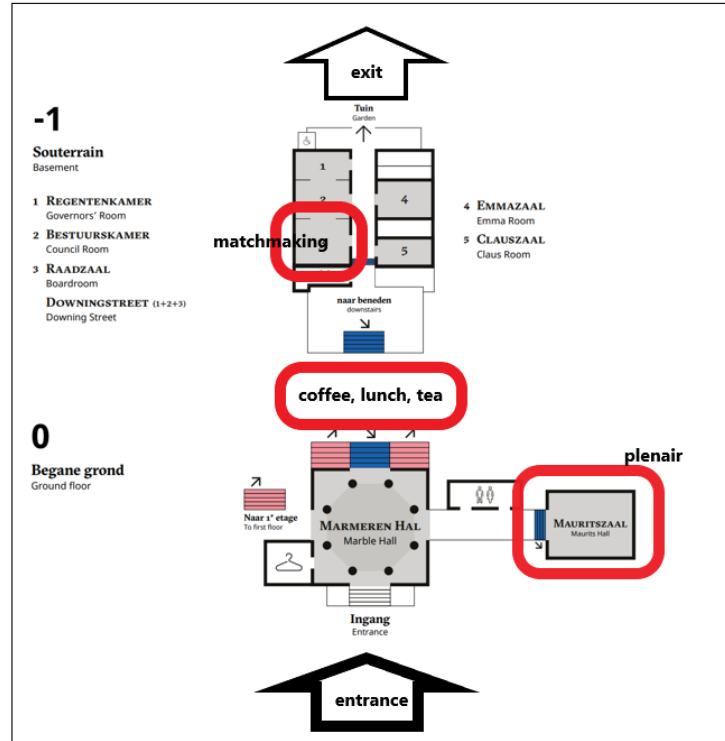 exit
Tuin
Garden
-1
Souterrain
Basement
1 Regentenkamer
Governors' Room
2 Bestuurskamer
Council Room
3 Raadzaal
Boardroom
Downingstreet (1+2+3)
Downing Street
1
2
matchmaking
4
5
4 Emmazaal
Emma Room
5 Clauszaal
Claus Room
naar beneden
downstairs
coffee, lunch, tea
0
Begane grond
Ground floor
Naar 1e etage
To first floor
Marmeren Hal
Marble Hall
plenair
Mauritszaal
Maurits Hall
Ingang
Entrance
entrance